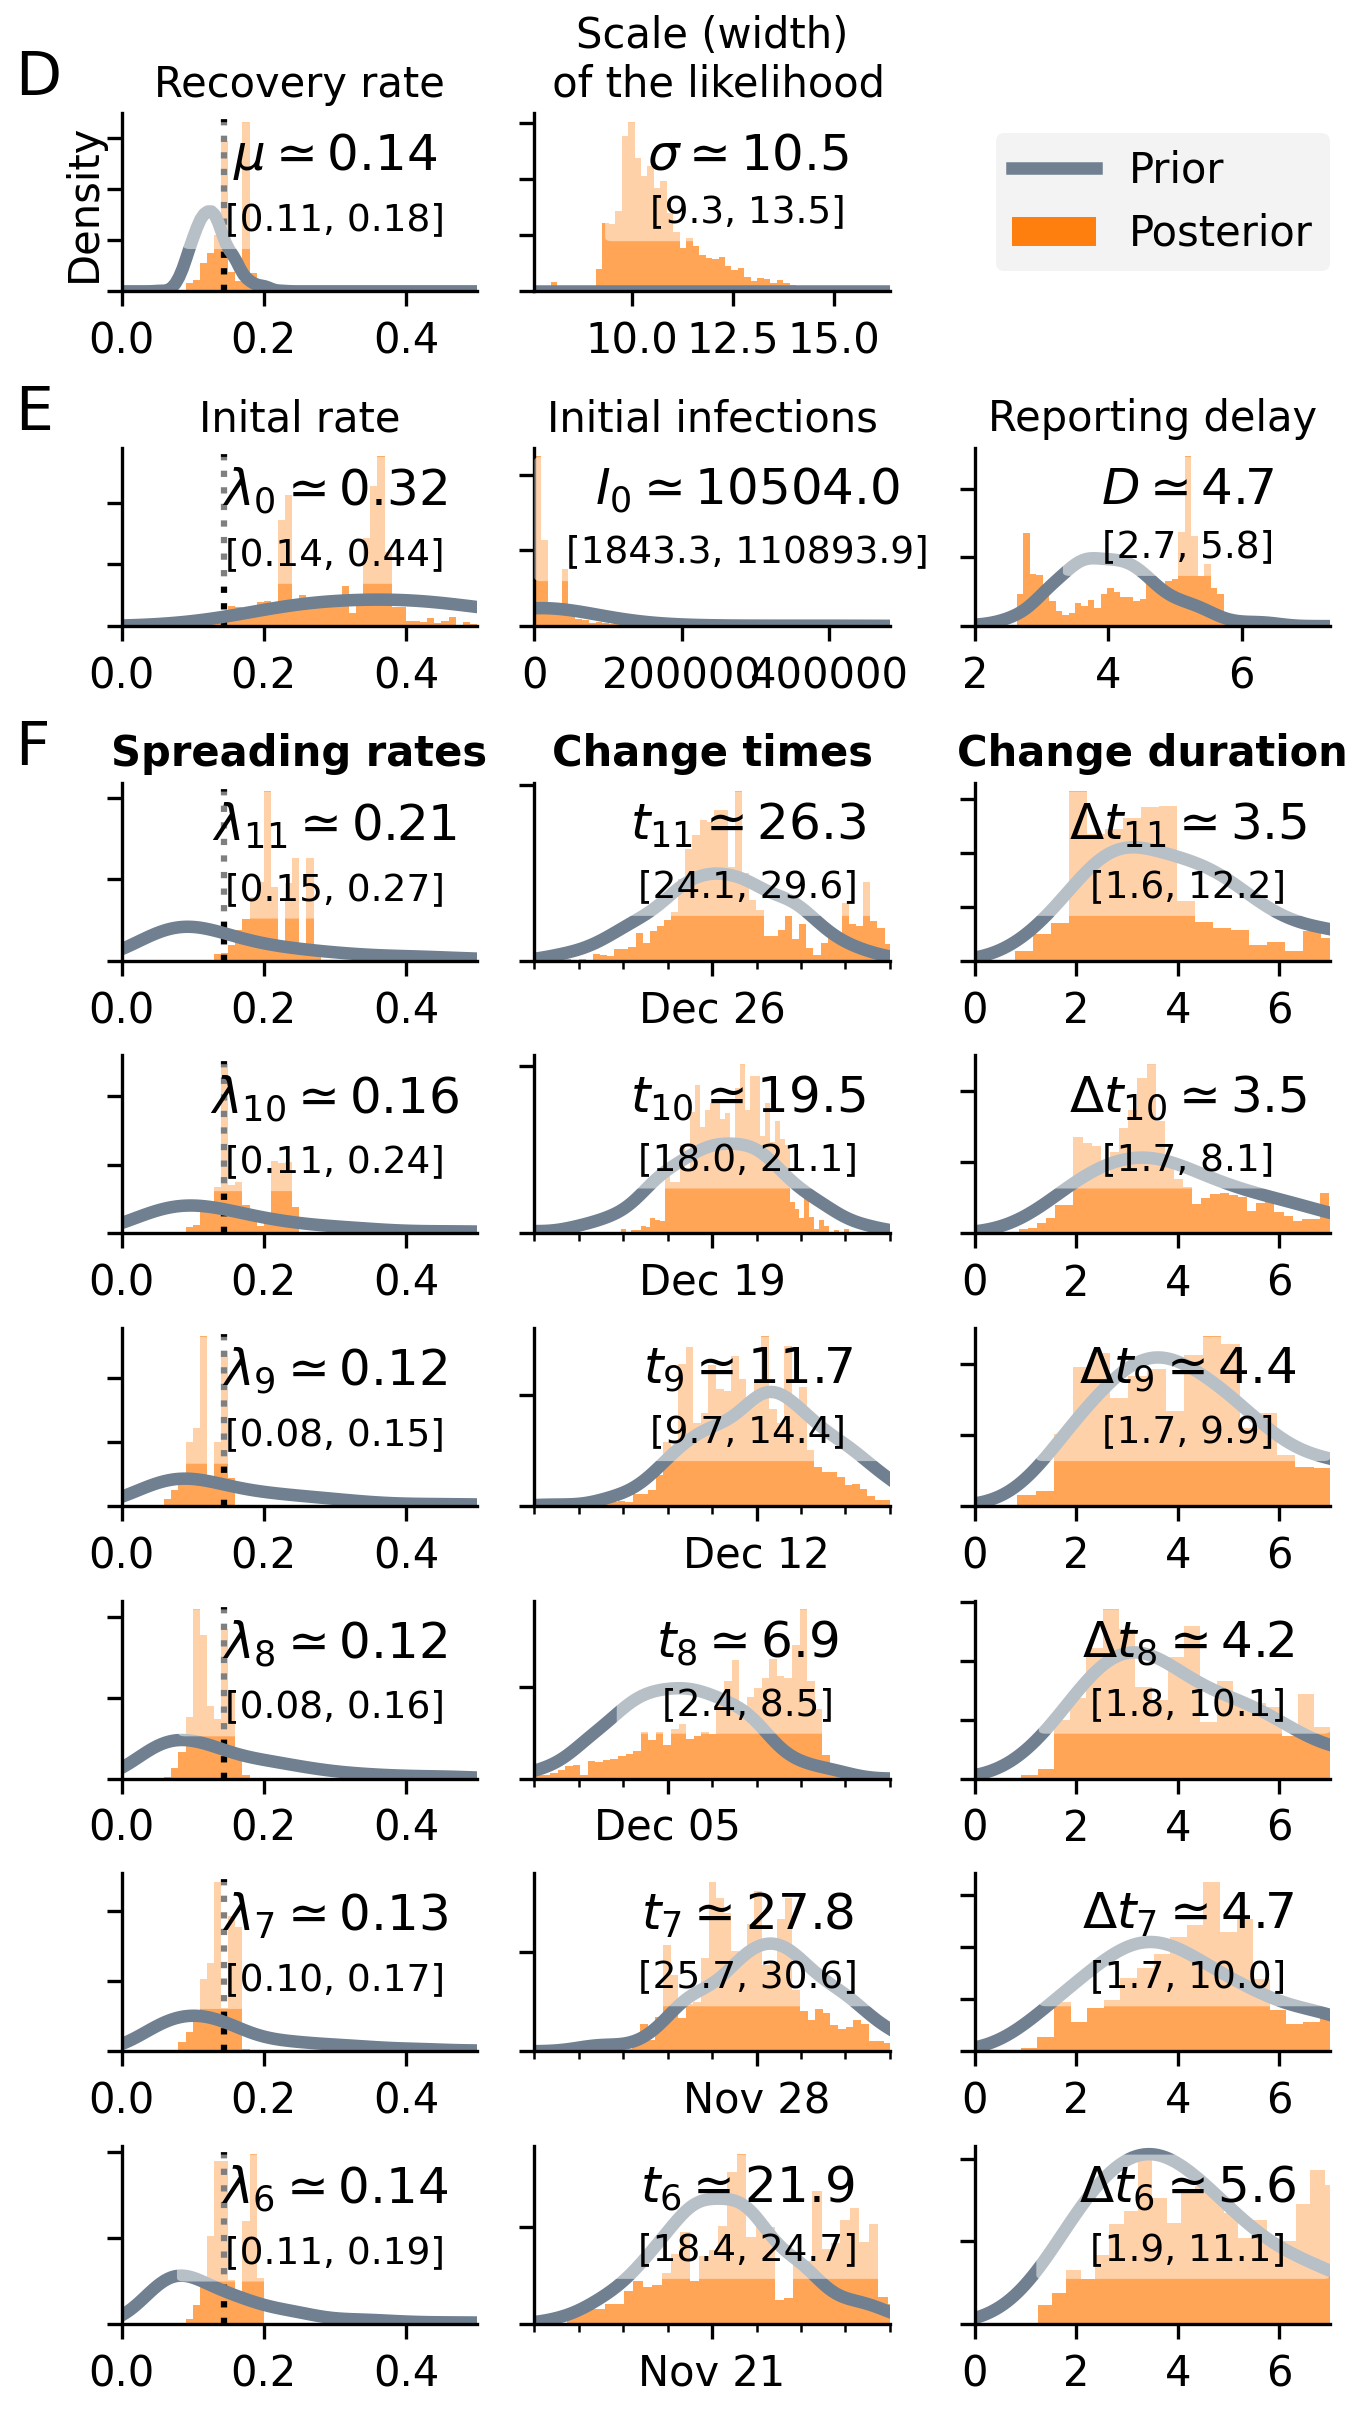 D
Recovery rate
Scale (width)
of the likelihood
Density
μ ≃ 0.14
[0.11, 0.18]
0.0 0.2 0.4
σ ≃ 10.5
[9.3, 13.5]
10.0 12.5 15.0
Prior
Posterior
E
Inital rate
λ0 ≃ 0.32
[0.14, 0.44]
0.0 0.2 0.4
Initial infections
I0 ≃ 10504.0
[1843.3, 110893.9]
0 200000 400000
Reporting delay
D ≃ 4.7
[2.7, 5.8]
2 4 6
F
Spreading rates
Change times
Change duration
λ11 ≃ 0.21
[0.15, 0.27]
0.0 0.2 0.4
t11 ≃ 26.3
[24.1, 29.6]
Dec 26
Δt11 ≃ 3.5
[1.6, 12.2]
0 2 4 6
λ10 ≃ 0.16
[0.11, 0.24]
0.0 0.2 0.4
t10 ≃ 19.5
[18.0, 21.1]
Dec 19
Δt10 ≃ 3.5
[1.7, 8.1]
0 2 4 6
λ9 ≃ 0.12
[0.08, 0.15]
0.0 0.2 0.4
t9 ≃ 11.7
[9.7, 14.4]
Dec 12
Δt9 ≃ 4.4
[1.7, 9.9]
0 2 4 6
λ8 ≃ 0.12
[0.08, 0.16]
0.0 0.2 0.4
t8 ≃ 6.9
[2.4, 8.5]
Dec 05
Δt8 ≃ 4.2
[1.8, 10.1]
0 2 4 6
λ7 ≃ 0.13
[0.10, 0.17]
0.0 0.2 0.4
t7 ≃ 27.8
[25.7, 30.6]
Nov 28
Δt7 ≃ 4.7
[1.7, 10.0]
0 2 4 6
λ6 ≃ 0.14
[0.11, 0.19]
0.0 0.2 0.4
t6 ≃ 21.9
[18.4, 24.7]
Nov 21
Δt6 ≃ 5.6
[1.9, 11.1]
0 2 4 6